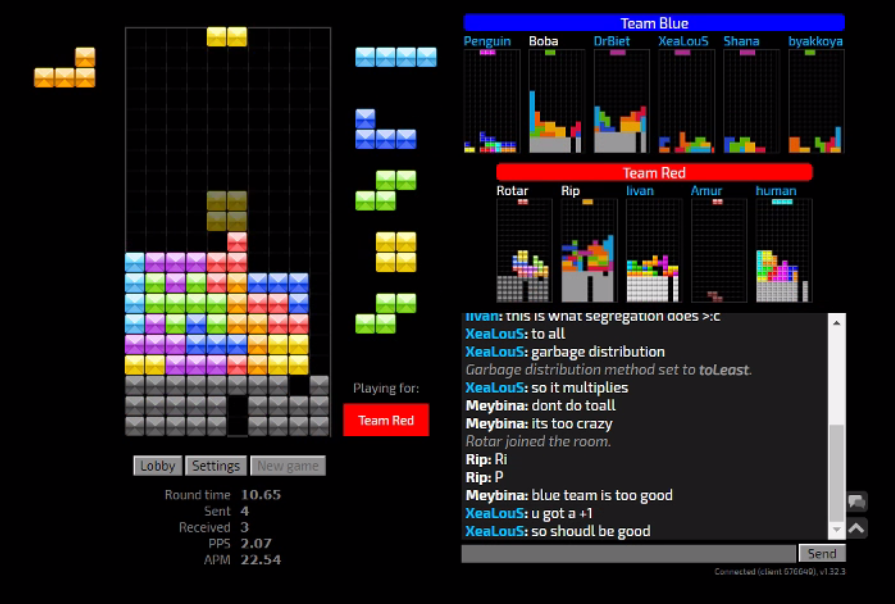 Team Blue
Penguin Boba DrBiet XeaLouS Shana byakkoya
Team Red
Rotar Rip livan Amur human
livan: this is what segregation does >:c
XeaLouS: to all
XeaLouS: garbage distribution
Garbage distribution method set to toLeast.
XeaLouS: so it multiplies
Meybina: dont do toall
Meybina: its too crazy
Rotar joined the room.
Rip: Ri
Rip: P
Meybina: blue team is too good
XeaLouS: u got a +1
XeaLouS: so shoudl be good
Send
Connected (client 676649), v1.32.3
Playing for:
Team Red
Lobby Settings New game
Round time 10.65
Sent 4
Received 3
PPS 2.07
APM 22.54